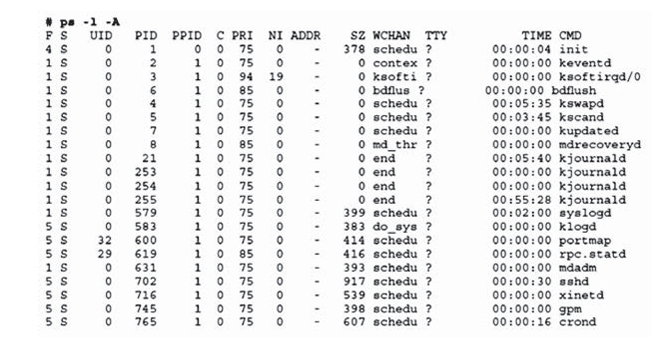 # ps -l -A
F S UID PID PPID C PRI NI ADDR SZ WCHAN TTY TIME CMD
4 S 0 1 0 0 75 0 - 378 schedu ? 00:00:04 init
1 S 0 2 1 0 75 0 - 0 contex ? 00:00:00 keventd
1 S 0 3 1 0 94 19 - 0 ksofti ? 00:00:00 ksoftirqd/0
1 S 0 6 1 0 85 0 - 0 bdflus ? 00:00:00 bdflush
1 S 0 4 1 0 75 0 - 0 schedu ? 00:05:35 kswapd
1 S 0 5 1 0 75 0 - 0 schedu ? 00:03:45 kscand
1 S 0 7 1 0 75 0 - 0 schedu ? 00:00:00 kupdated
1 S 0 8 1 0 85 0 - 0 md_thr ? 00:00:00 mdrecoveryd
1 S 0 21 1 0 75 0 - 0 end ? 00:05:40 kjournald
1 S 0 253 1 0 75 0 - 0 end ? 00:00:00 kjournald
1 S 0 254 1 0 75 0 - 0 end ? 00:00:00 kjournald
1 S 0 255 1 0 75 0 - 0 end ? 00:55:28 kjournald
1 S 0 579 1 0 75 0 - 399 schedu ? 00:02:00 syslogd
5 S 0 583 1 0 75 0 - 383 do_sys ? 00:00:00 klogd
5 S 32 600 1 0 75 0 - 414 schedu ? 00:00:00 portmap
5 S 29 619 1 0 85 0 - 416 schedu ? 00:00:00 rpc.statd
1 S 0 631 1 0 75 0 - 393 schedu ? 00:00:00 mdadm
5 S 0 702 1 0 75 0 - 917 schedu ? 00:00:30 sshd
5 S 0 716 1 0 75 0 - 539 schedu ? 00:00:00 xinetd
5 S 0 745 1 0 75 0 - 398 schedu ? 00:00:00 gpm
5 S 0 765 1 0 75 0 - 607 schedu ? 00:00:16 crond